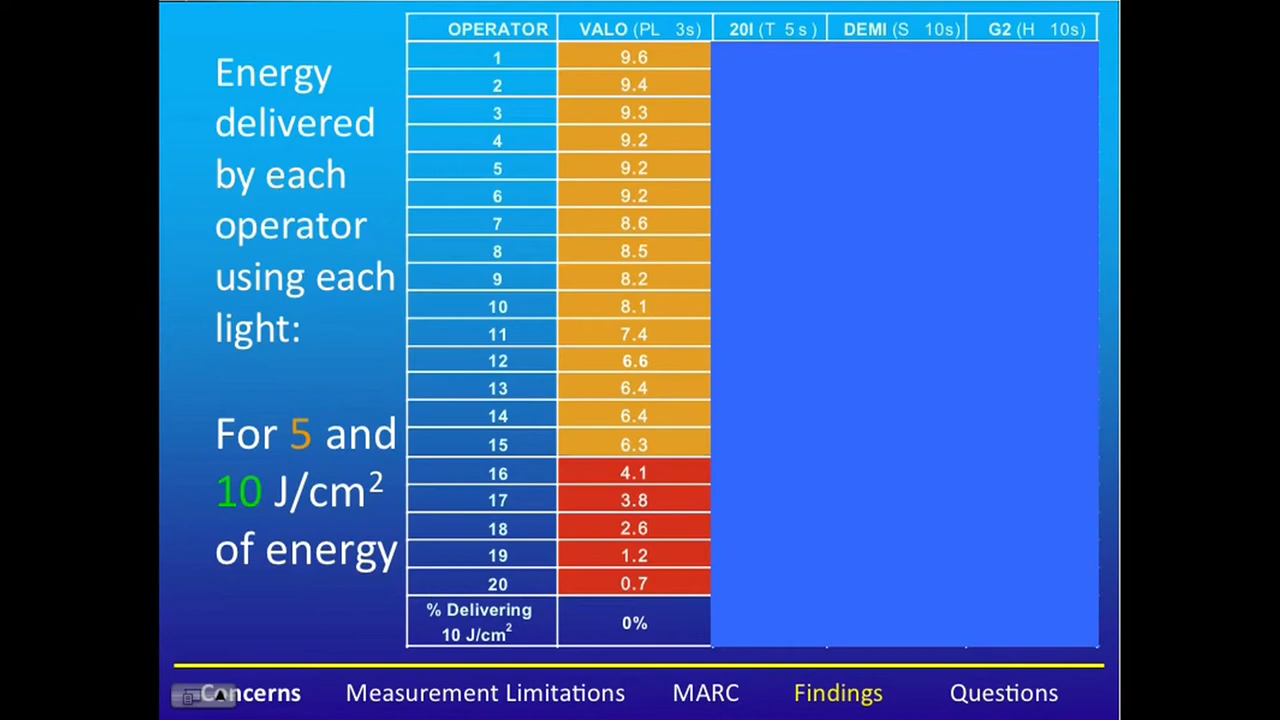 Energy
delivered
by each
operator
using each
light:
For 5 and
10 J/cm²
of energy
OPERATOR VALO (PL 3s) 20I (T 5s) DEMI (S 10s) G2 (H 10s)
1 9.6
2 9.4
3 9.3
4 9.2
5 9.2
6 9.2
7 8.6
8 8.5
9 8.2
10 8.1
11 7.4
12 6.6
13 6.4
14 6.4
15 6.3
16 4.1
17 3.8
18 2.6
19 1.2
20 0.7
% Delivering
10 J/cm² 0%
Concerns Measurement Limitations MARC Findings Questions